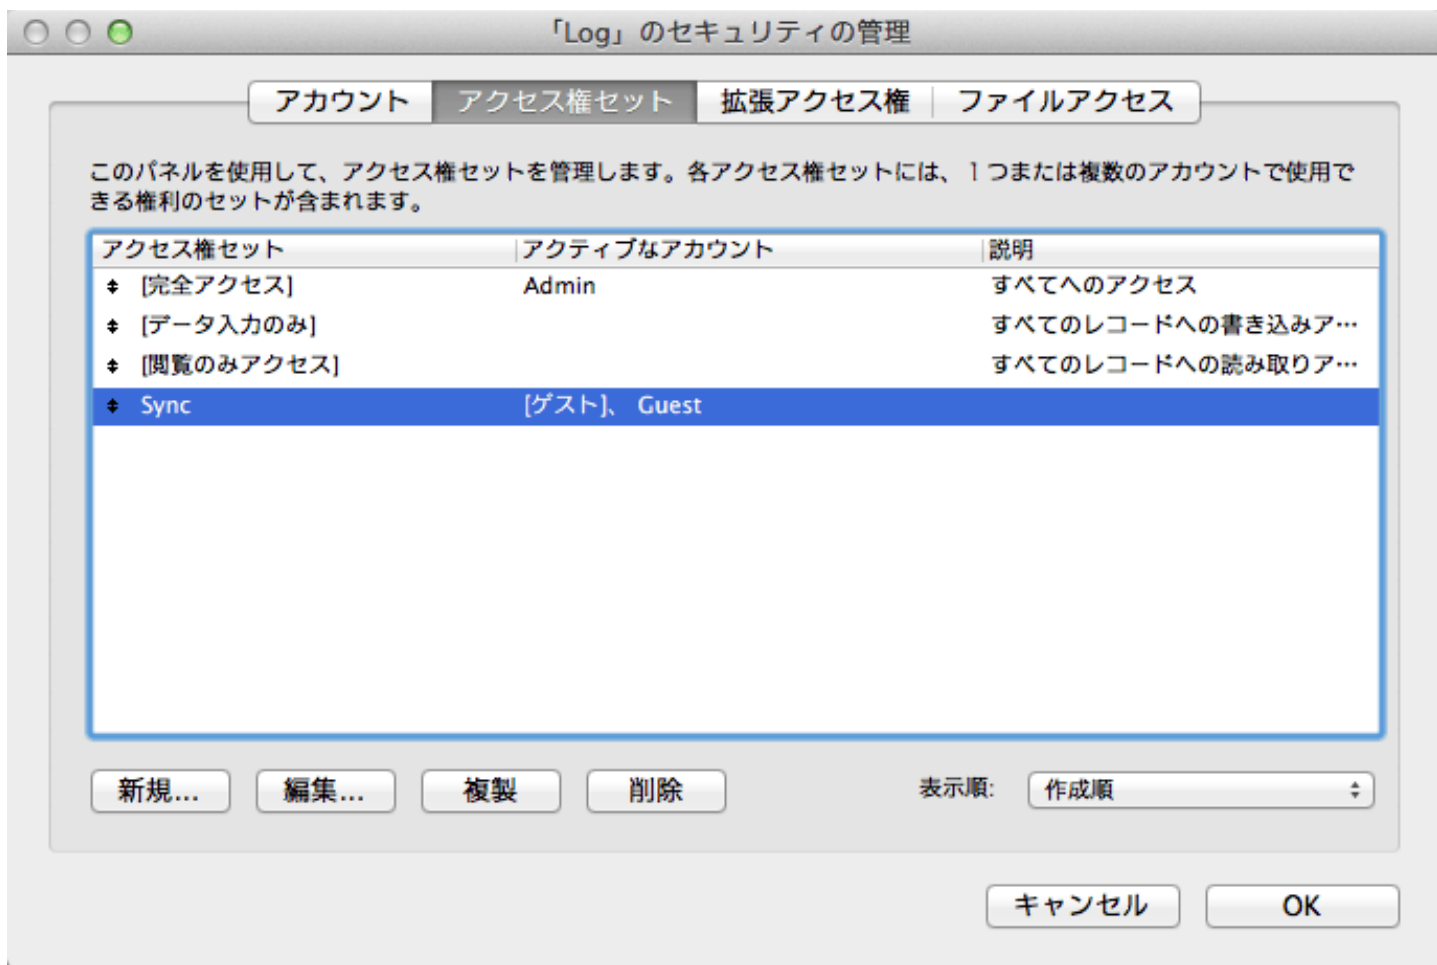 「Log」のセキュリティの管理
アカウント アクセス権セット 拡張アクセス権 ファイルアクセス
このパネルを使用して、アクセス権セットを管理します。各アクセス権セットには、1つまたは複数のアカウントで使用で
きる権利のセットが含まれます。
アクセス権セット アクティブなアカウント 説明
[完全アクセス] Admin すべてへのアクセス
[データ入力のみ] すべてのレコードへの書き込みア…
[閲覧のみアクセス] すべてのレコードへの読み取りア…
Sync [ゲスト]、 Guest
新規... 編集... 複製 削除 表示順: 作成順
キャンセル OK